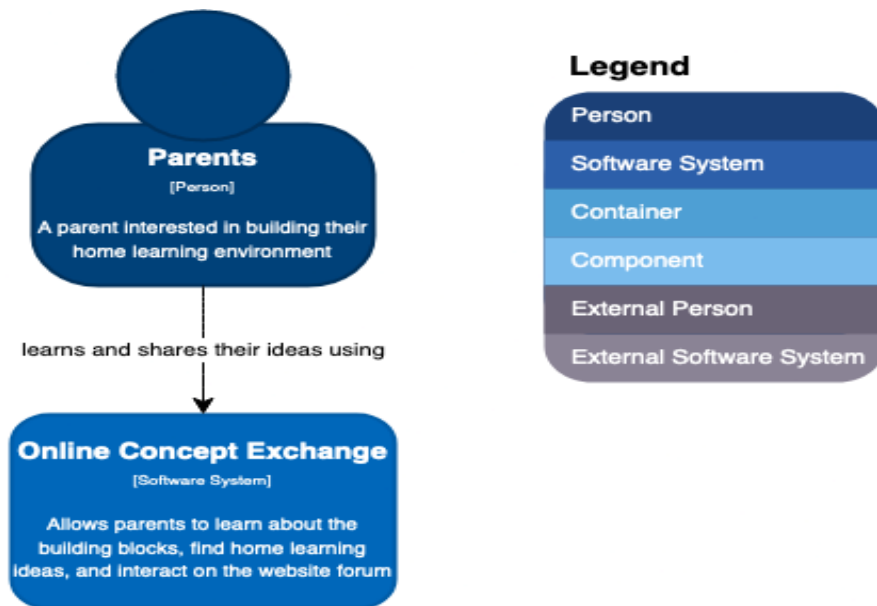 Parents
[Person]
A parent interested in building their
home learning environment
learns and shares their ideas using
Online Concept Exchange
[Software System]
Allows parents to learn about the
building blocks, find home learning
ideas, and interact on the website forum
Legend
Person
Software System
Container
Component
External Person
External Software System